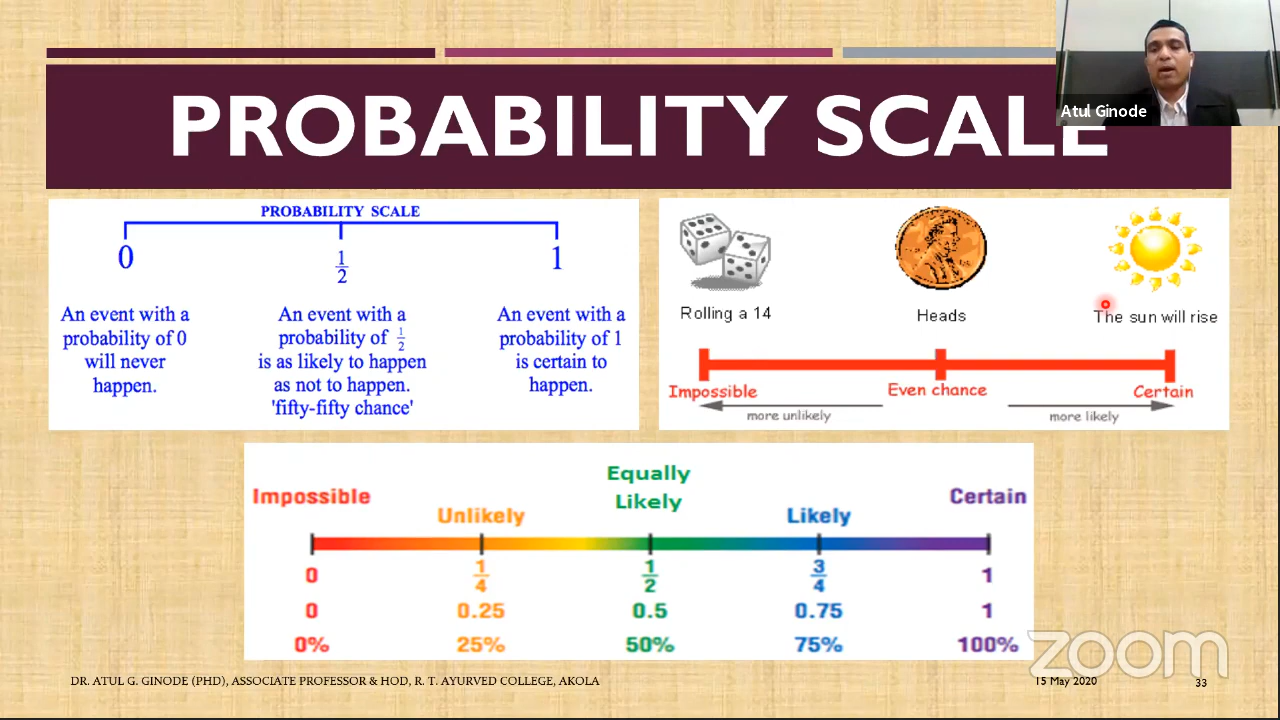 PROBABILITY SCALE
Atul Ginode
PROBABILITY SCALE
0
1/2
1
An event with a
probability of 0
will never
happen.
An event with a
probability of 1/2
is as likely to happen
as not to happen.
'fifty-fifty chance'
An event with a
probability of 1
is certain to
happen.
Rolling a 14
Heads
The sun will rise
Impossible
Even chance
Certain
more unlikely
more likely
Impossible
Unlikely
Equally
Likely
Likely
Certain
0 1/4 1/2 3/4 1
0 0.25 0.5 0.75 1
0% 25% 50% 75% 100%
zoom
DR. ATUL G. GINODE (PHD), ASSOCIATE PROFESSOR & HOD, R. T. AYURVED COLLEGE, AKOLA
15 May 2020
33